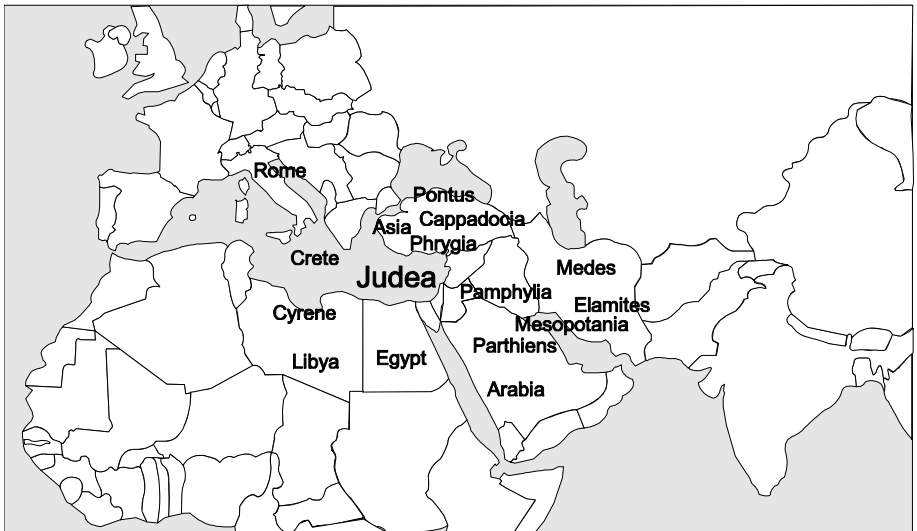 Rome
Pontus
Cappadocia
Asia
Phrygia
Crete
Judea
Medes
Pamphylia
Elamites
Cyrene
Mesopotania
Parthiens
Libya
Egypt
Arabia